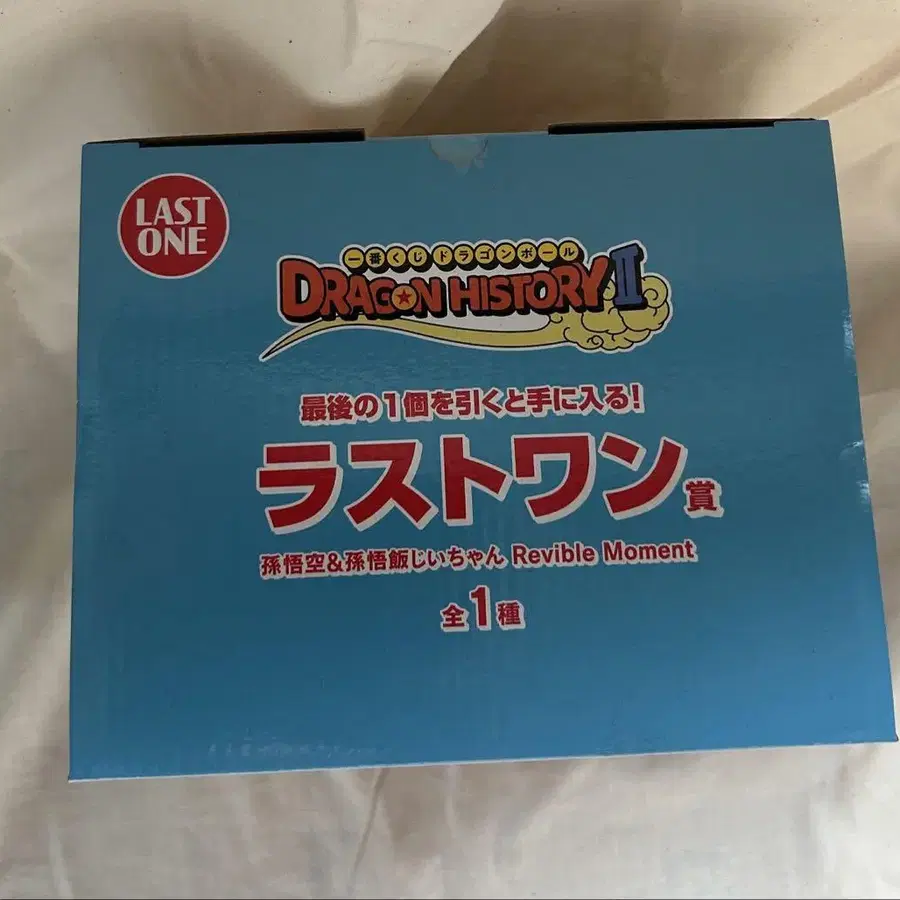 LAST
ONE
一番くじドラゴンボール
DRAGON HISTORY II
最後の1個を引くと手に入る!
ラストワン賞
孫悟空&孫悟飯じいちゃん Revible Moment
全1種